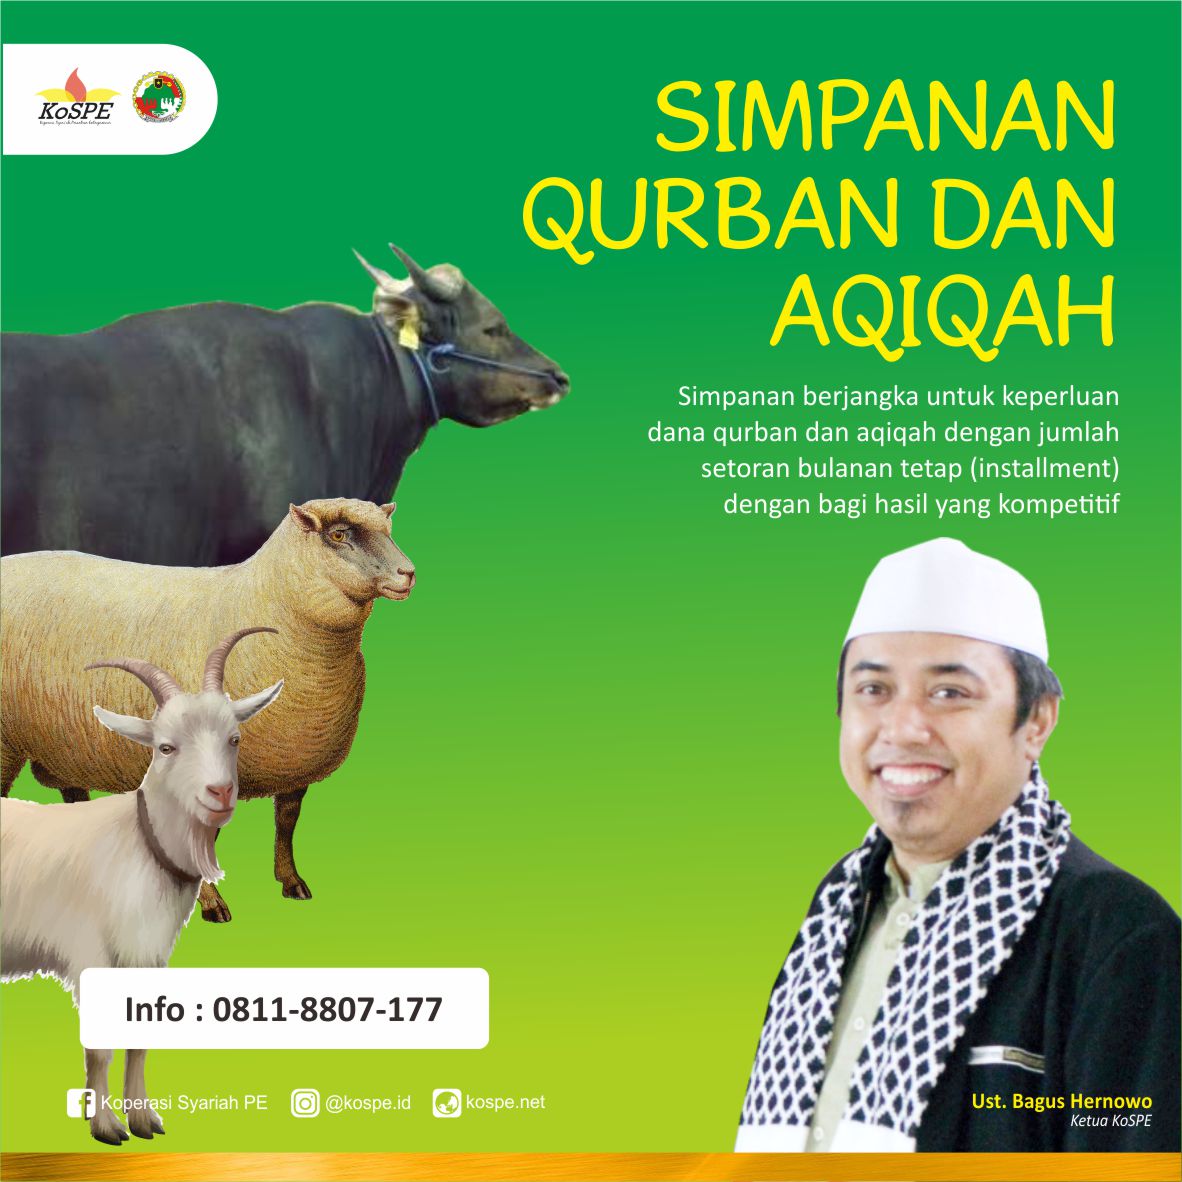 KoSPE
SIMPANAN
QURBAN DAN
AQIQAH
Simpanan berjangka untuk keperluan
dana qurban dan aqiqah dengan jumlah
setoran bulanan tetap (installment)
dengan bagi hasil yang kompetitif
Info : 0811-8807-177
Koperasi Syariah PE @kospe.id kospe.net
Ust. Bagus Hernowo
Ketua KoSPE